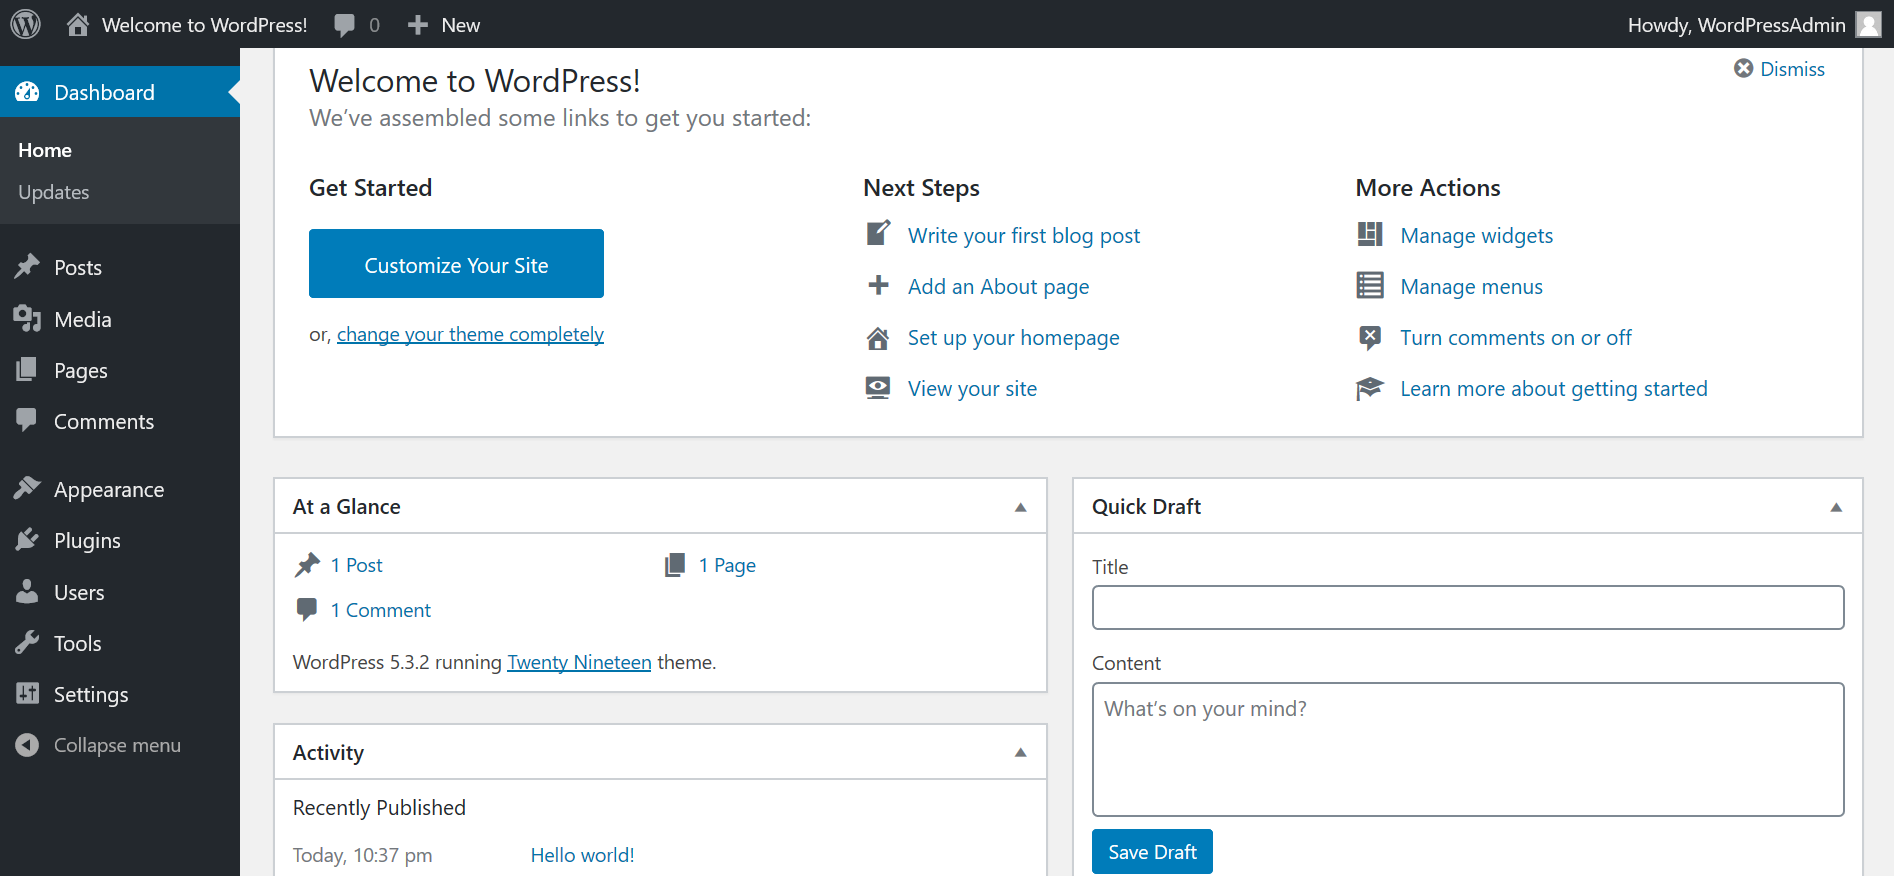 Welcome to WordPress!
0
New
Howdy, WordPressAdmin
Dashboard
Home
Updates
Posts
Media
Pages
Comments
Appearance
Plugins
Users
Tools
Settings
Collapse menu
Welcome to WordPress!
Dismiss
We’ve assembled some links to get you started:
Get Started
Customize Your Site
or, change your theme completely
Next Steps
Write your first blog post
Add an About page
Set up your homepage
View your site
More Actions
Manage widgets
Manage menus
Turn comments on or off
Learn more about getting started
At a Glance
1 Post
1 Page
1 Comment
WordPress 5.3.2 running Twenty Nineteen theme.
Activity
Recently Published
Today, 10:37 pm
Hello world!
Quick Draft
Title
Content
What’s on your mind?
Save Draft